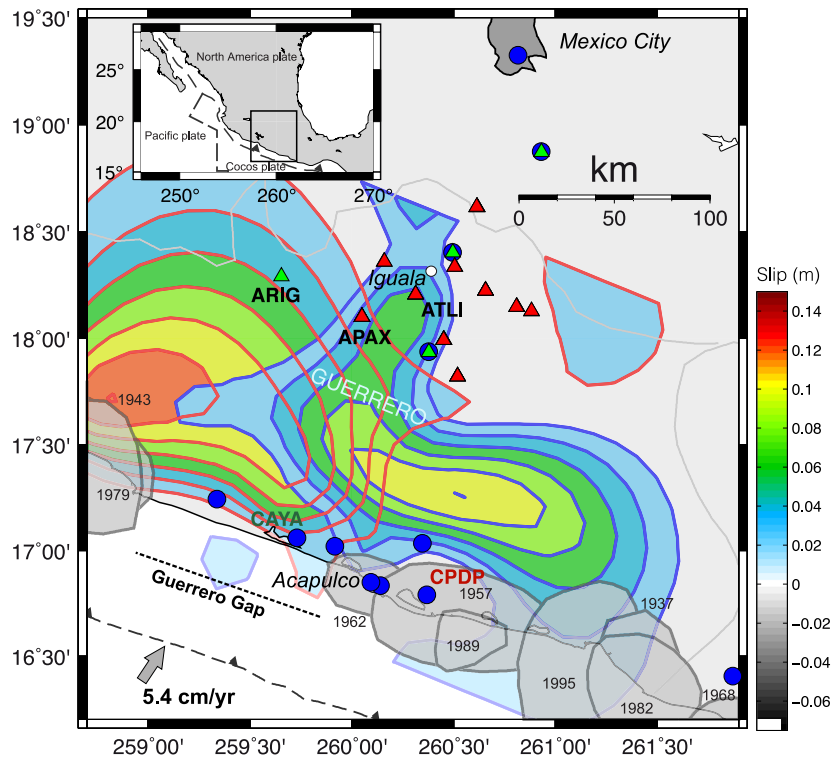 19°30'
19°00'
18°30'
18°00'
17°30'
17°00'
16°30'
259°00'
259°30'
260°00'
260°30'
261°00'
261°30'
25°
20°
15°
250°
260°
270°
North America plate
Pacific plate
Cocos plate
Mexico City
km
0
50
100
Iguala
ARIG
ATLI
APAX
GUERRERO
1943
1979
CAYA
Acapulco
CPDP
Guerrero Gap
1957
1962
1937
1989
1995
1968
1982
5.4 cm/yr
Slip (m)
0.14
0.12
0.10
0.08
0.06
0.04
0.02
0
−0.02
−0.04
−0.06